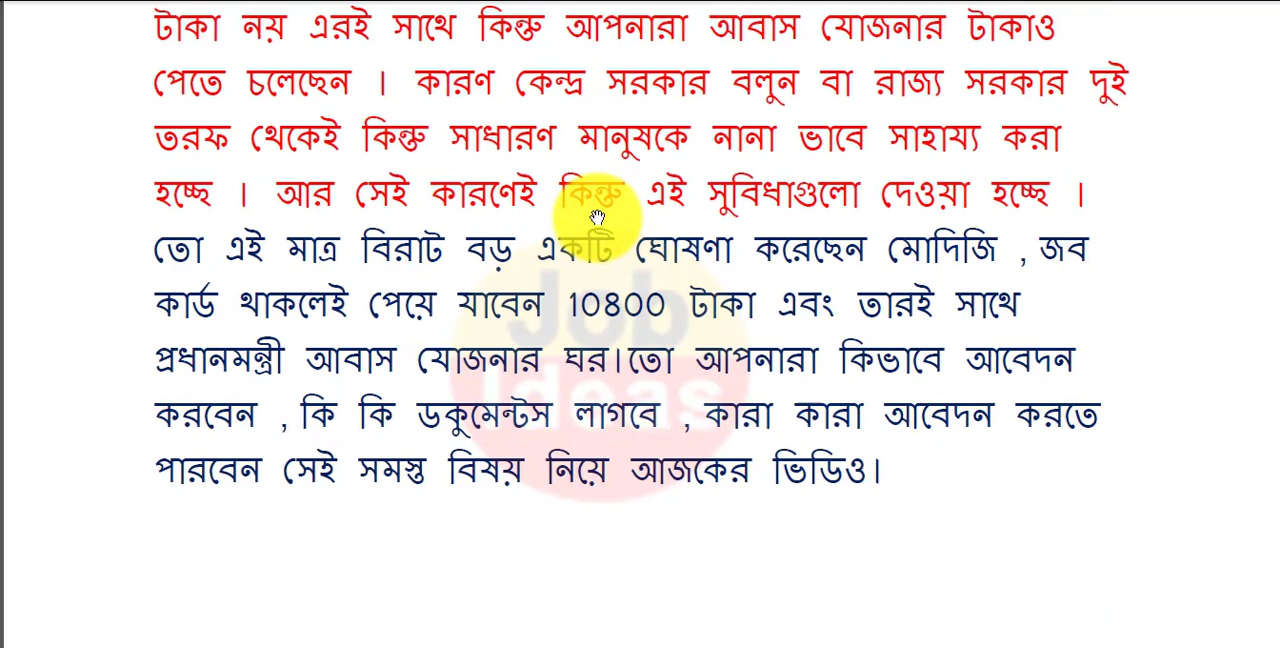 টাকা নয় এরই সাথে কিন্তু আপনারা আবাস যোজনার টাকাও
পেতে চলেছেন । কারণ কেন্দ্র সরকার বলুন বা রাজ্য সরকার দুই
তরফ থেকেই কিন্তু সাধারণ মানুষকে নানা ভাবে সাহায্য করা
হচ্ছে । আর সেই কারণেই কিন্তু এই সুবিধাগুলো দেওয়া হচ্ছে ।
তো এই মাত্র বিরাট বড় একটি ঘোষণা করেছেন মোদিজি , জব
কার্ড থাকলেই পেয়ে যাবেন 10800 টাকা এবং তারই সাথে
প্রধানমন্ত্রী আবাস যোজনার ঘর।তো আপনারা কিভাবে আবেদন
করবেন , কি কি ডকুমেন্টস লাগবে , কারা কারা আবেদন করতে
পারবেন সেই সমস্ত বিষয় নিয়ে আজকের ভিডিও।
Job
Ideas